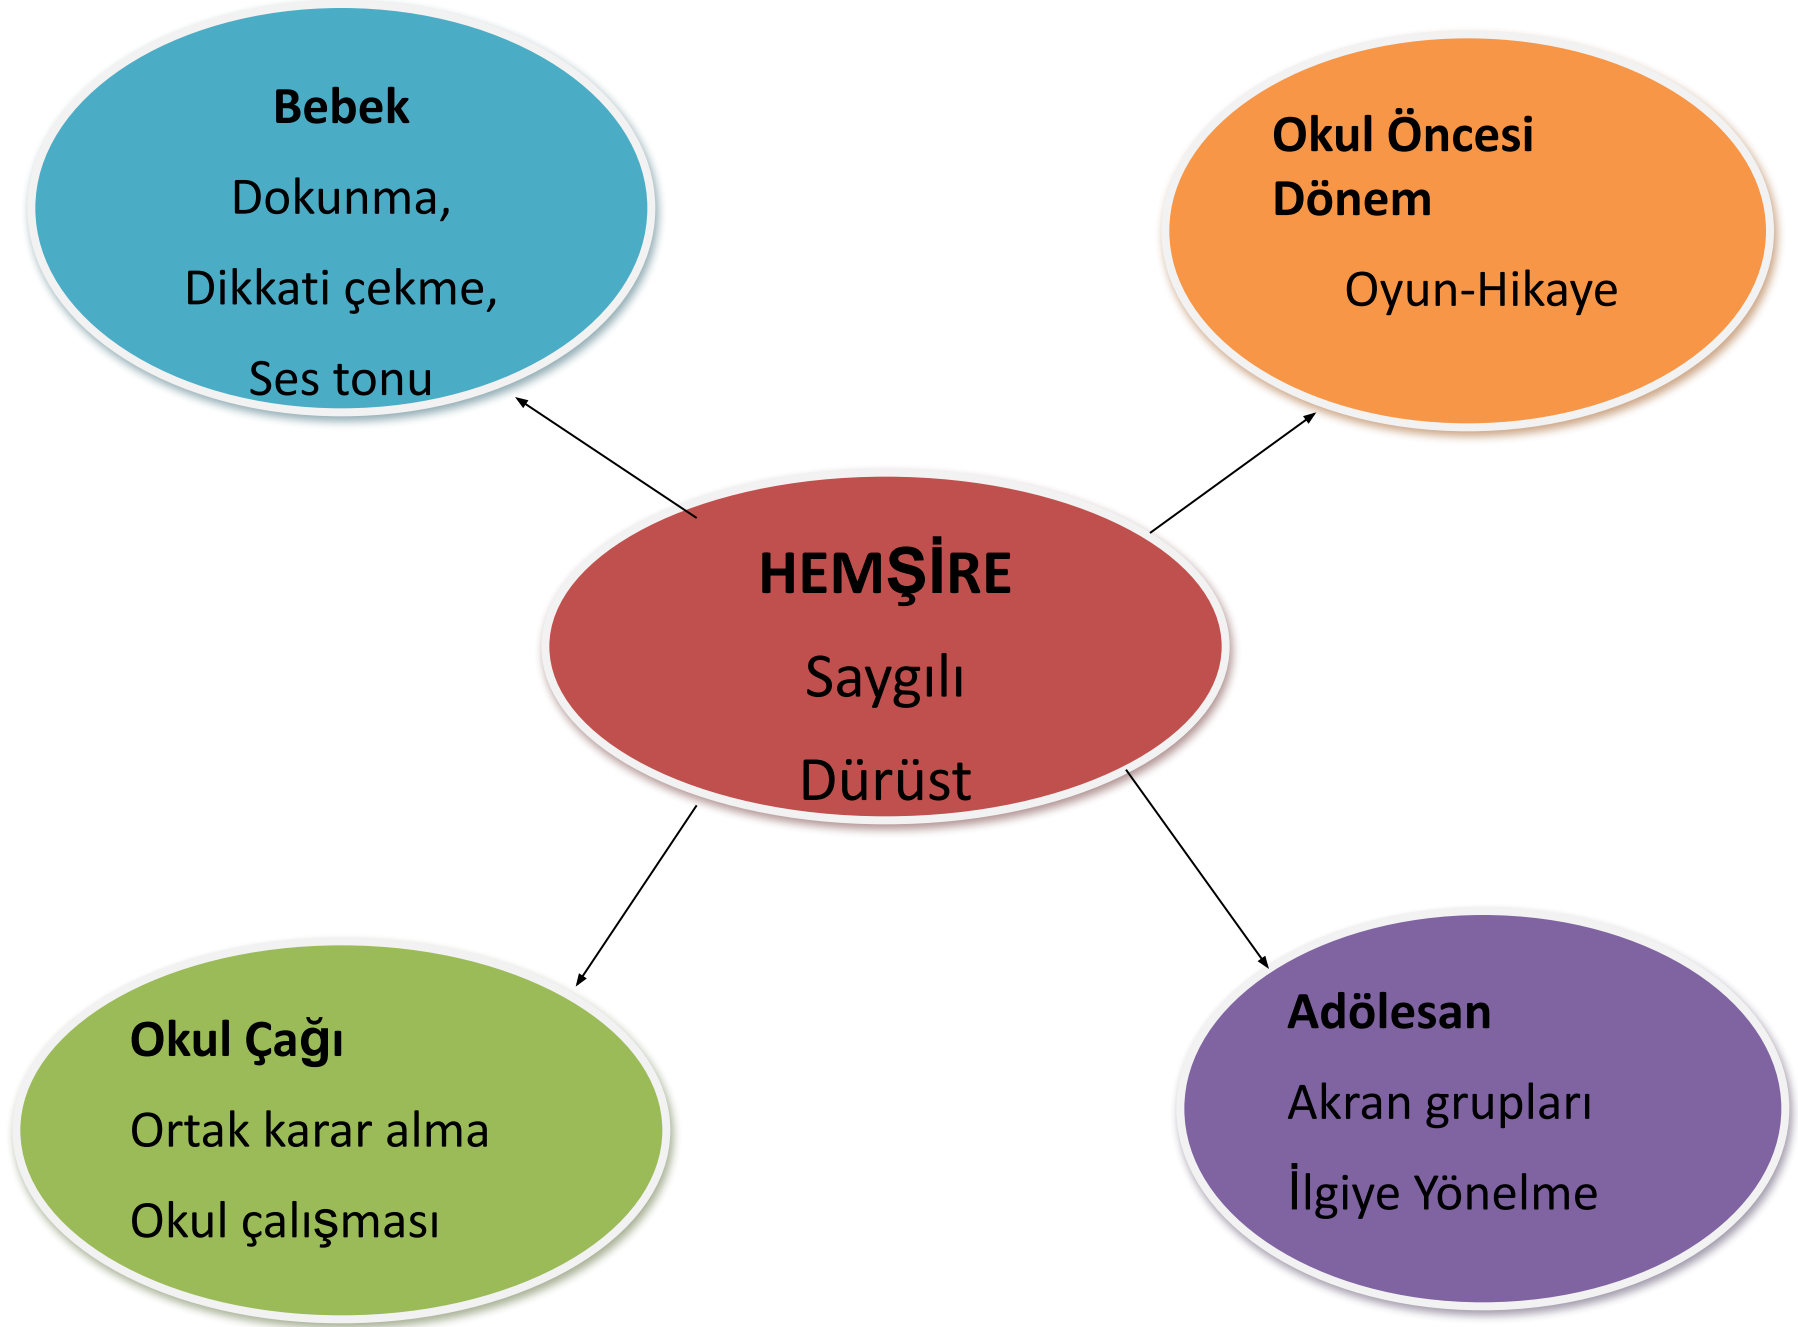 Bebek
Dokunma,
Dikkati çekme,
Ses tonu
Okul Öncesi
Dönem
Oyun-Hikaye
HEMŞİRE
Saygılı
Dürüst
Okul Çağı
Ortak karar alma
Okul çalışması
Adölesan
Akran grupları
İlgiye Yönelme